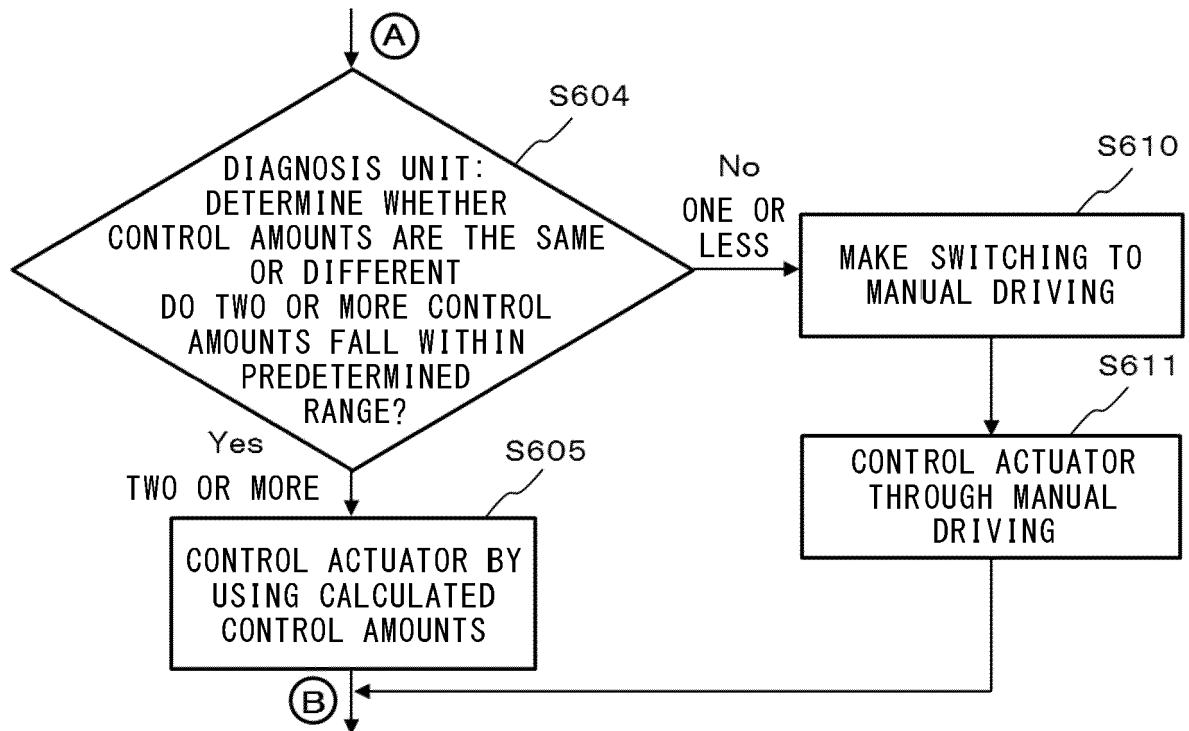 A
S604
DIAGNOSIS UNIT:
DETERMINE WHETHER
CONTROL AMOUNTS ARE THE SAME
OR DIFFERENT
DO TWO OR MORE CONTROL
AMOUNTS FALL WITHIN
PREDETERMINED
RANGE?
No
ONE OR
LESS
S610
MAKE SWITCHING TO
MANUAL DRIVING
S611
CONTROL ACTUATOR
THROUGH MANUAL
DRIVING
Yes
TWO OR MORE
S605
CONTROL ACTUATOR BY
USING CALCULATED
CONTROL AMOUNTS
B